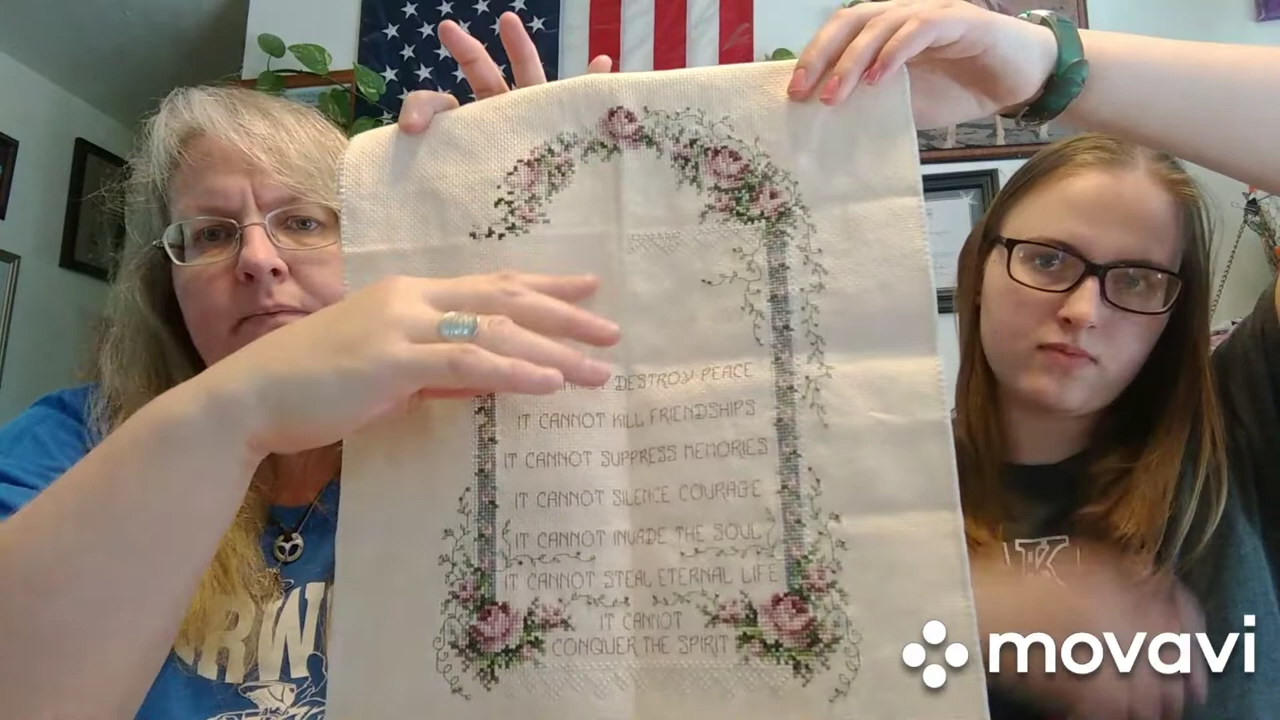 DESTROY PEACE
IT CANNOT KILL FRIENDSHIPS
IT CANNOT SUPPRESS MEMORIES
IT CANNOT SILENCE COURAGE
IT CANNOT INVADE THE SOUL
IT CANNOT STEAL ETERNAL LIFE
IT CANNOT
CONQUER THE SPIRIT
RW
K
movavi